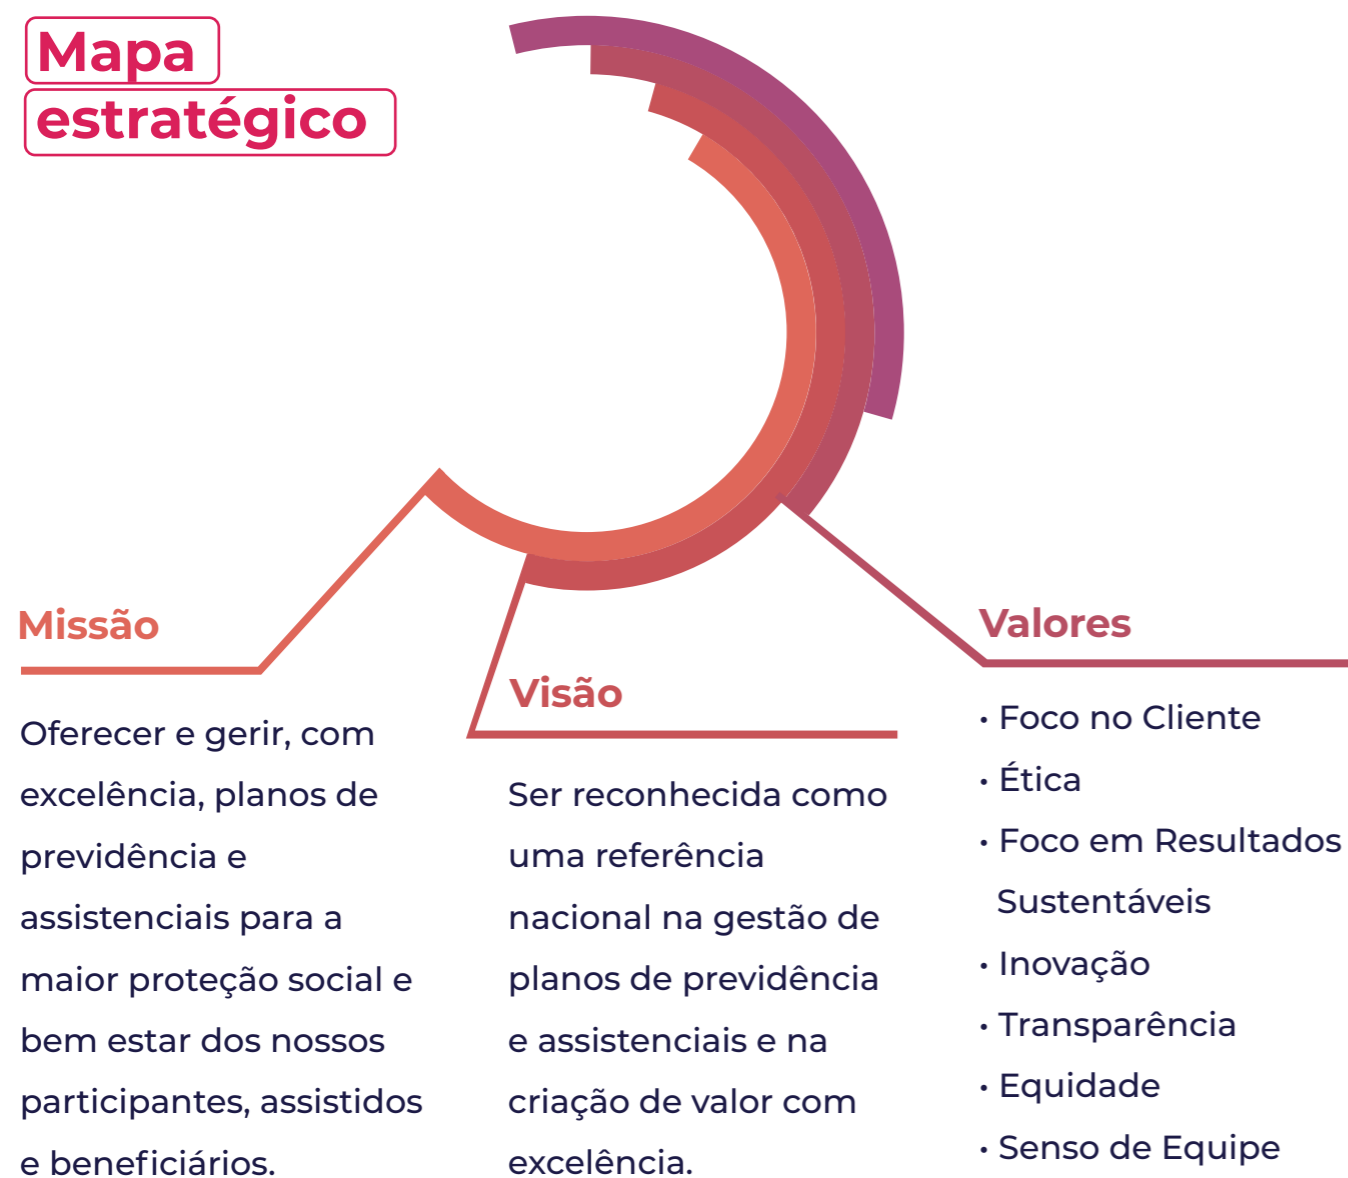 Mapa
estratégico
Missão
Oferecer e gerir, com
excelência, planos de
previdência e
assistenciais para a
maior proteção social e
bem estar dos nossos
participantes, assistidos
e beneficiários.
Visão
Ser reconhecida como
uma referência
nacional na gestão de
planos de previdência
e assistenciais e na
criação de valor com
excelência.
Valores
• Foco no Cliente
• Ética
• Foco em Resultados
Sustentáveis
• Inovação
• Transparência
• Equidade
• Senso de Equipe